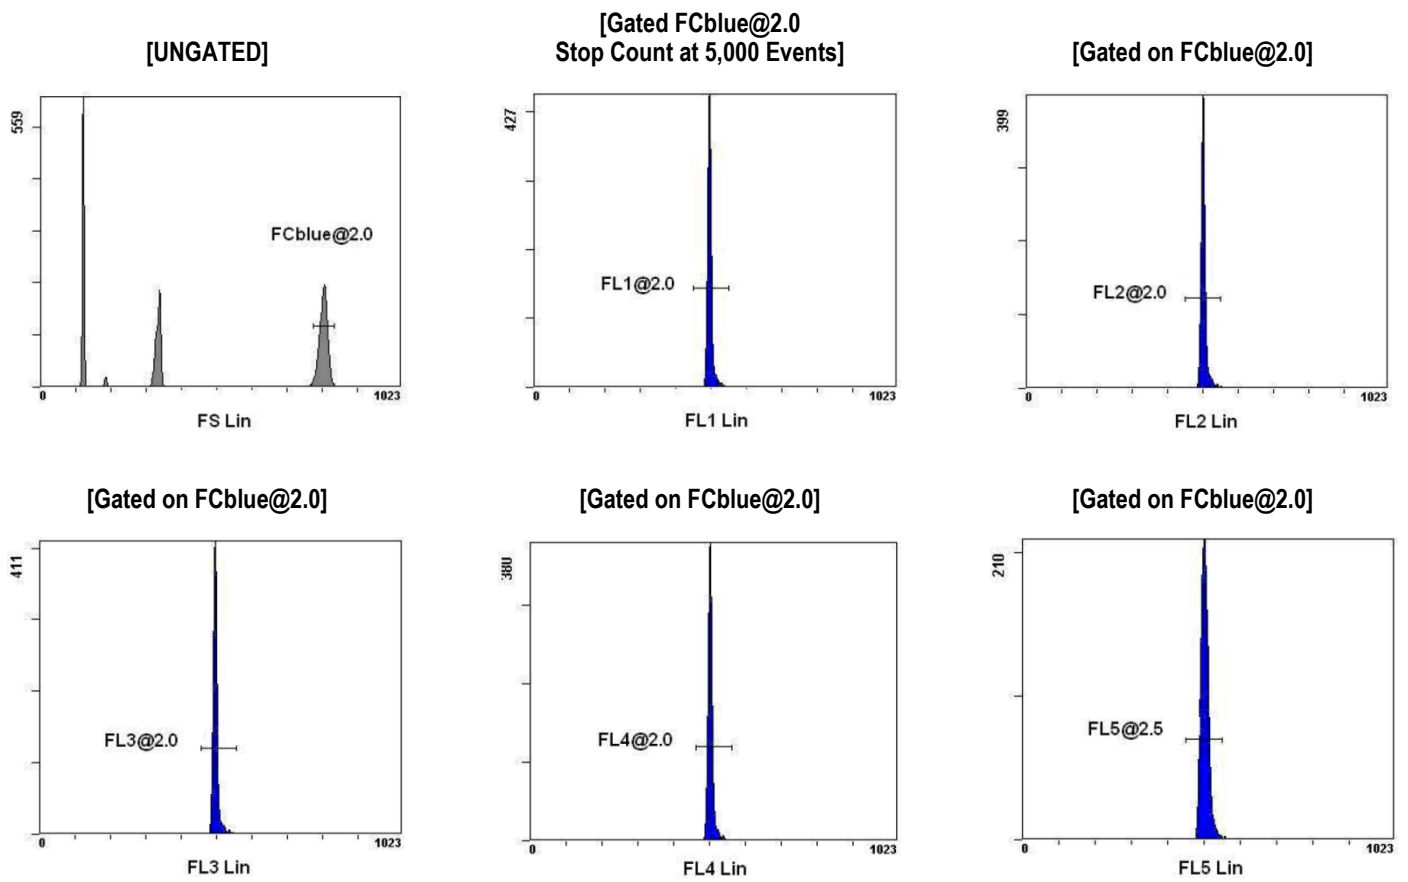 [UNGATED]
[Gated FCblue@2.0
Stop Count at 5,000 Events]
[Gated on FCblue@2.0]
559
FCblue@2.0
0
1023
FS Lin
427
FL1@2.0
0
1023
FL1 Lin
399
FL2@2.0
0
1023
FL2 Lin
[Gated on FCblue@2.0]
[Gated on FCblue@2.0]
[Gated on FCblue@2.0]
411
FL3@2.0
0
1023
FL3 Lin
380
FL4@2.0
0
1023
FL4 Lin
210
FL5@2.5
0
1023
FL5 Lin